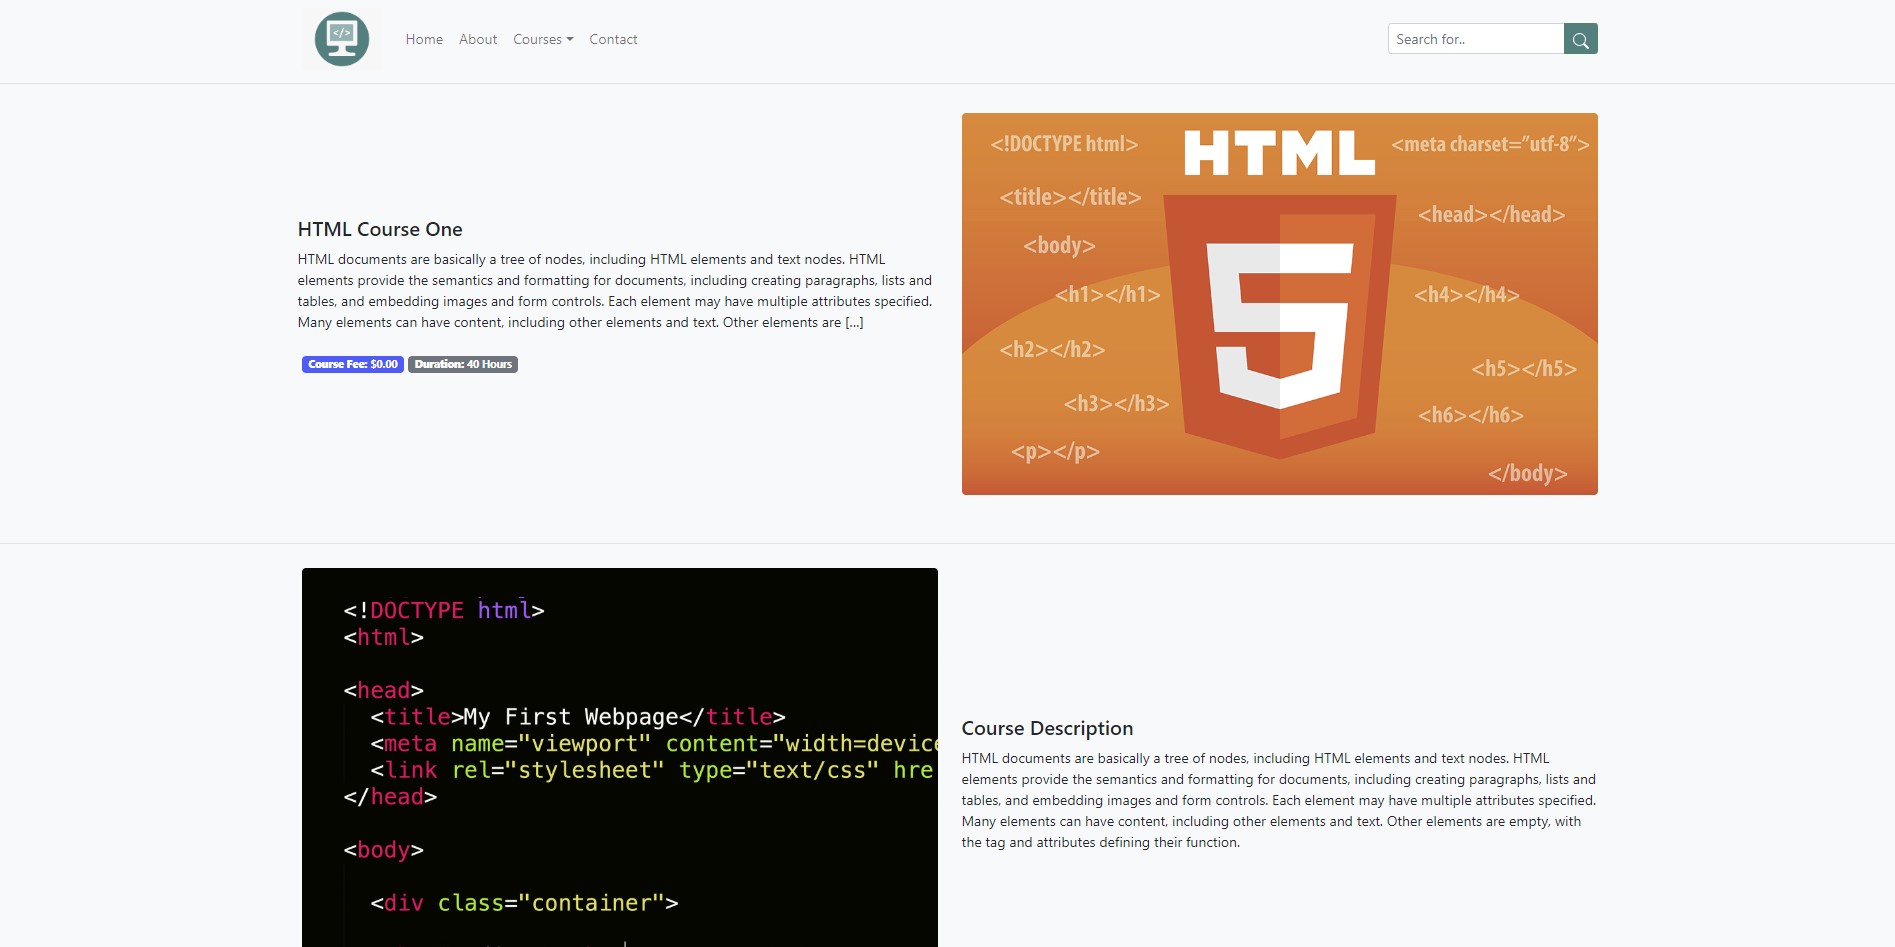 </>
Home About Courses Contact
Search for..
HTML Course One
HTML documents are basically a tree of nodes, including HTML elements and text nodes. HTML
elements provide the semantics and formatting for documents, including creating paragraphs, lists and
tables, and embedding images and form controls. Each element may have multiple attributes specified.
Many elements can have content, including other elements and text. Other elements are [...]
Course Fee: $0.00 Duration: 40 Hours
<!DOCTYPE html> HTML <meta charset="utf-8">
<title></title>
<head></head>
<body>
5
<h1></h1> <h4></h4>
<h2></h2>
<h5></h5>
<h3></h3>
<h6></h6>
<p></p>
</body>
<!DOCTYPE html>
<html>
<head>
<title>My First Webpage</title>
<meta name="viewport" content="width=device
<link rel="stylesheet" type="text/css" hre
</head>
<body>
<div class="container">
Course Description
HTML documents are basically a tree of nodes, including HTML elements and text nodes. HTML
elements provide the semantics and formatting for documents, including creating paragraphs, lists and
tables, and embedding images and form controls. Each element may have multiple attributes specified.
Many elements can have content, including other elements and text. Other elements are empty, with
the tag and attributes defining their function.